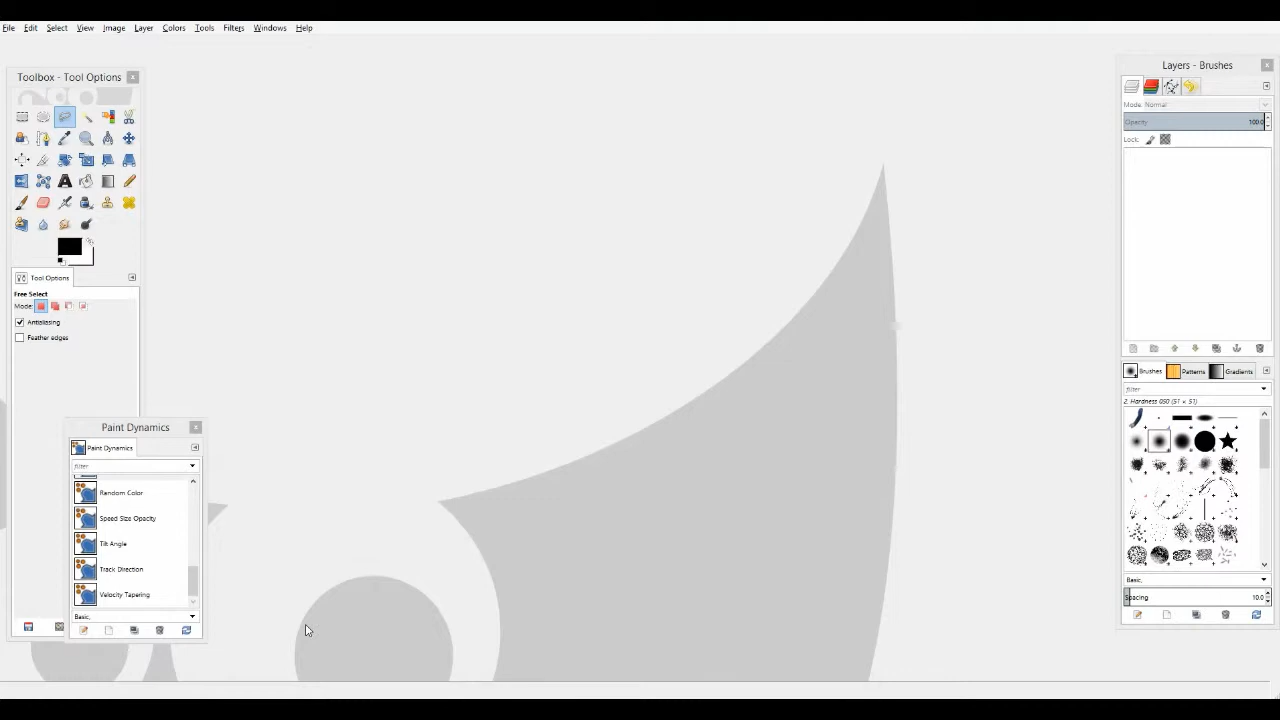 File Edit Select View Image Layer Colors Tools Filters Windows Help
Toolbox - Tool Options
Tool Options
Free Select
Mode:
Antialiasing
Feather edges
Paint Dynamics
Paint Dynamics
filter
Random Color
Speed Size Opacity
Tilt Angle
Track Direction
Velocity Tapering
Basic,
Layers - Brushes
Mode: Normal
Opacity 100.0
Lock:
Brushes Patterns Gradients
filter
2. Hardness 050 (51 × 51)
Basic,
Spacing 10.0